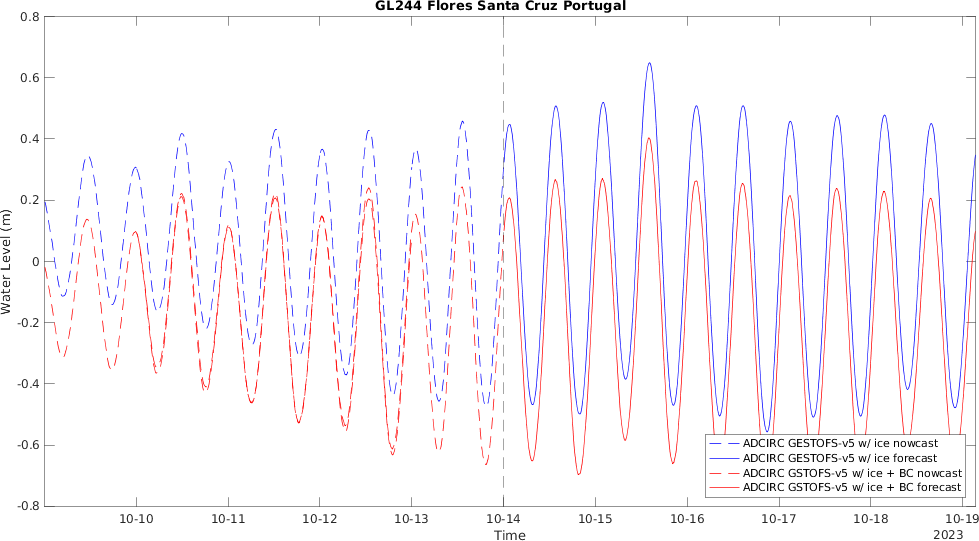 GL244 Flores Santa Cruz Portugal
0.8
0.6
0.4
0.2
0
-0.2
-0.4
-0.6
-0.8
Water Level (m)
ADCIRC GESTOFS-v5 w/ ice nowcast
ADCIRC GESTOFS-v5 w/ ice forecast
ADCIRC GSTOFS-v5 w/ ice + BC nowcast
ADCIRC GSTOFS-v5 w/ ice + BC forecast
10-10 10-11 10-12 10-13 10-14 10-15 10-16 10-17 10-18 10-19
Time
2023